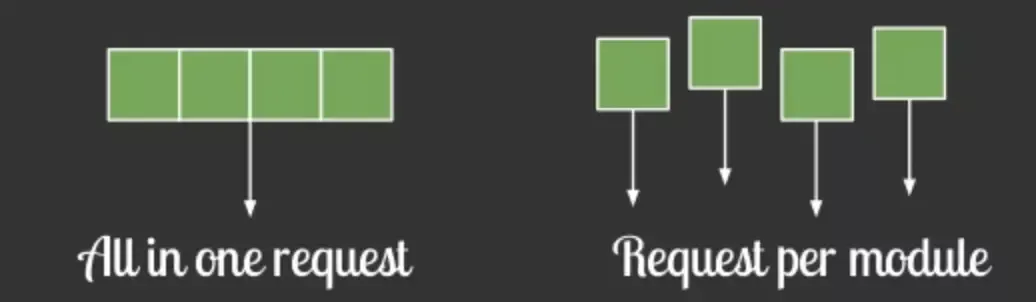 All in one request
Request per module